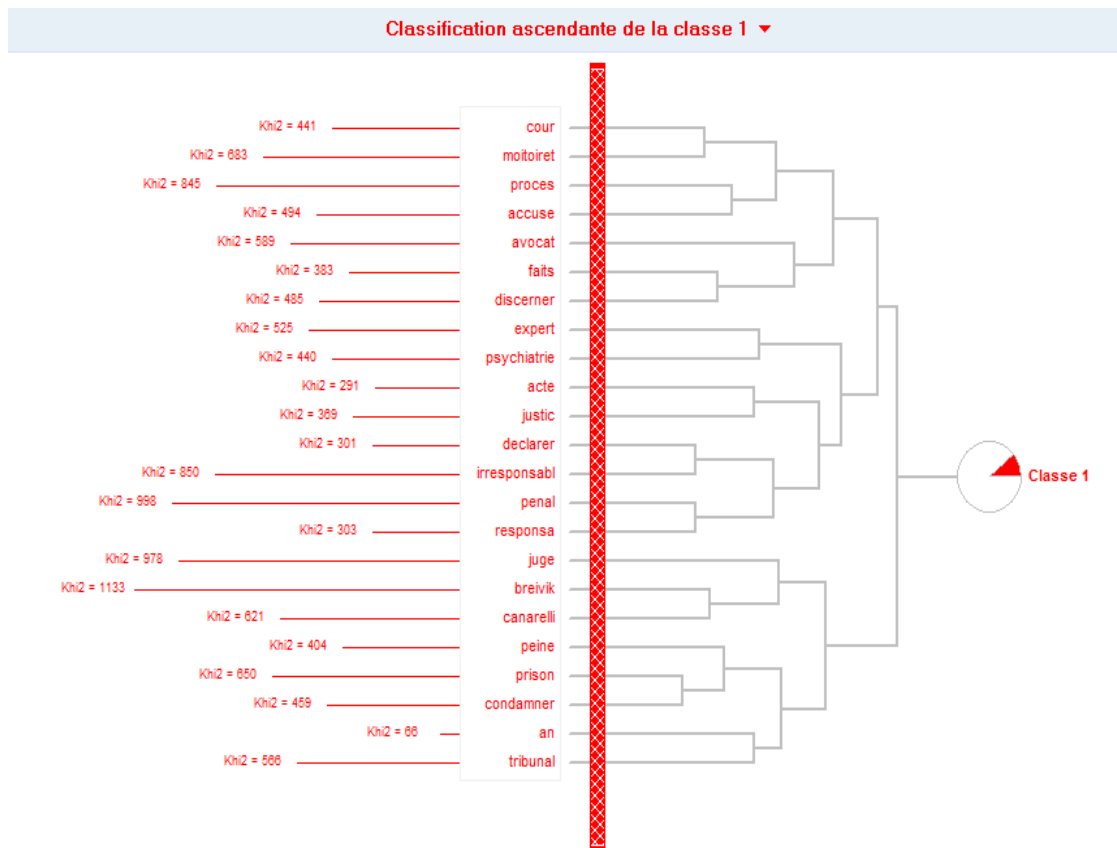 Classification ascendante de la classe 1
Khi2 = 441 cour
Khi2 = 683 moitoiret
Khi2 = 845 proces
Khi2 = 494 accuse
Khi2 = 589 avocat
Khi2 = 383 faits
Khi2 = 485 discerner
Khi2 = 525 expert
Khi2 = 440 psychiatrie
Khi2 = 291 acte
Khi2 = 369 justic
Khi2 = 301 declarer
Khi2 = 850 irresponsabl
Khi2 = 998 penal
Khi2 = 303 responsa
Khi2 = 978 juge
Khi2 = 1133 breivik
Khi2 = 621 canarelli
Khi2 = 404 peine
Khi2 = 650 prison
Khi2 = 459 condamner
Khi2 = 66 an
Khi2 = 566 tribunal
Classe 1